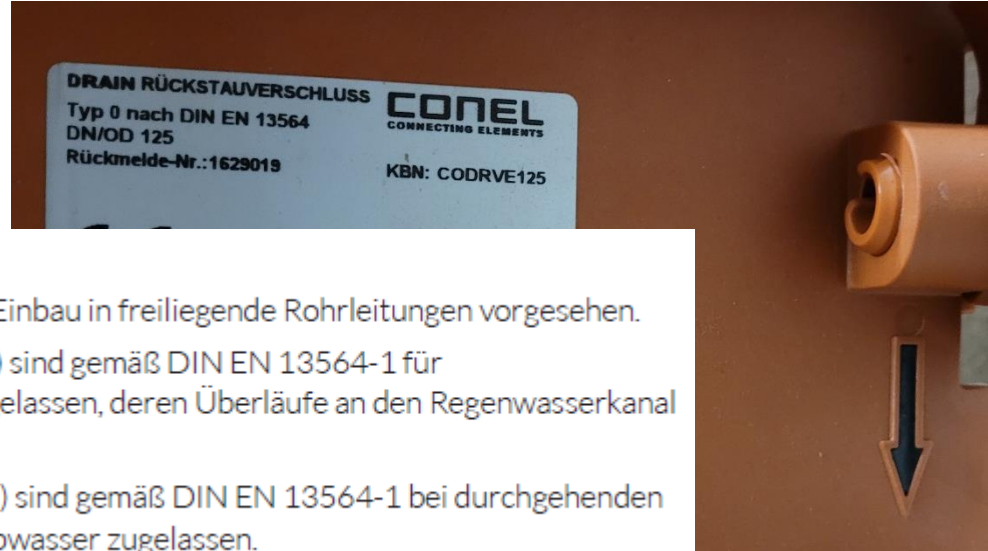 DRAIN RÜCKSTAUVERSCHLUSS
Typ 0 nach DIN EN 13564
DN/OD 125
Rückmelde-Nr.:1629019
CONEL
CONNECTING ELEMENTS
KBN: CODRVE125
Einbau in freiliegende Rohrleitungen vorgesehen.
) sind gemäß DIN EN 13564-1 für
elassen, deren Überläufe an den Regenwasserkanal
) sind gemäß DIN EN 13564-1 bei durchgehenden
bwasser zugelassen.